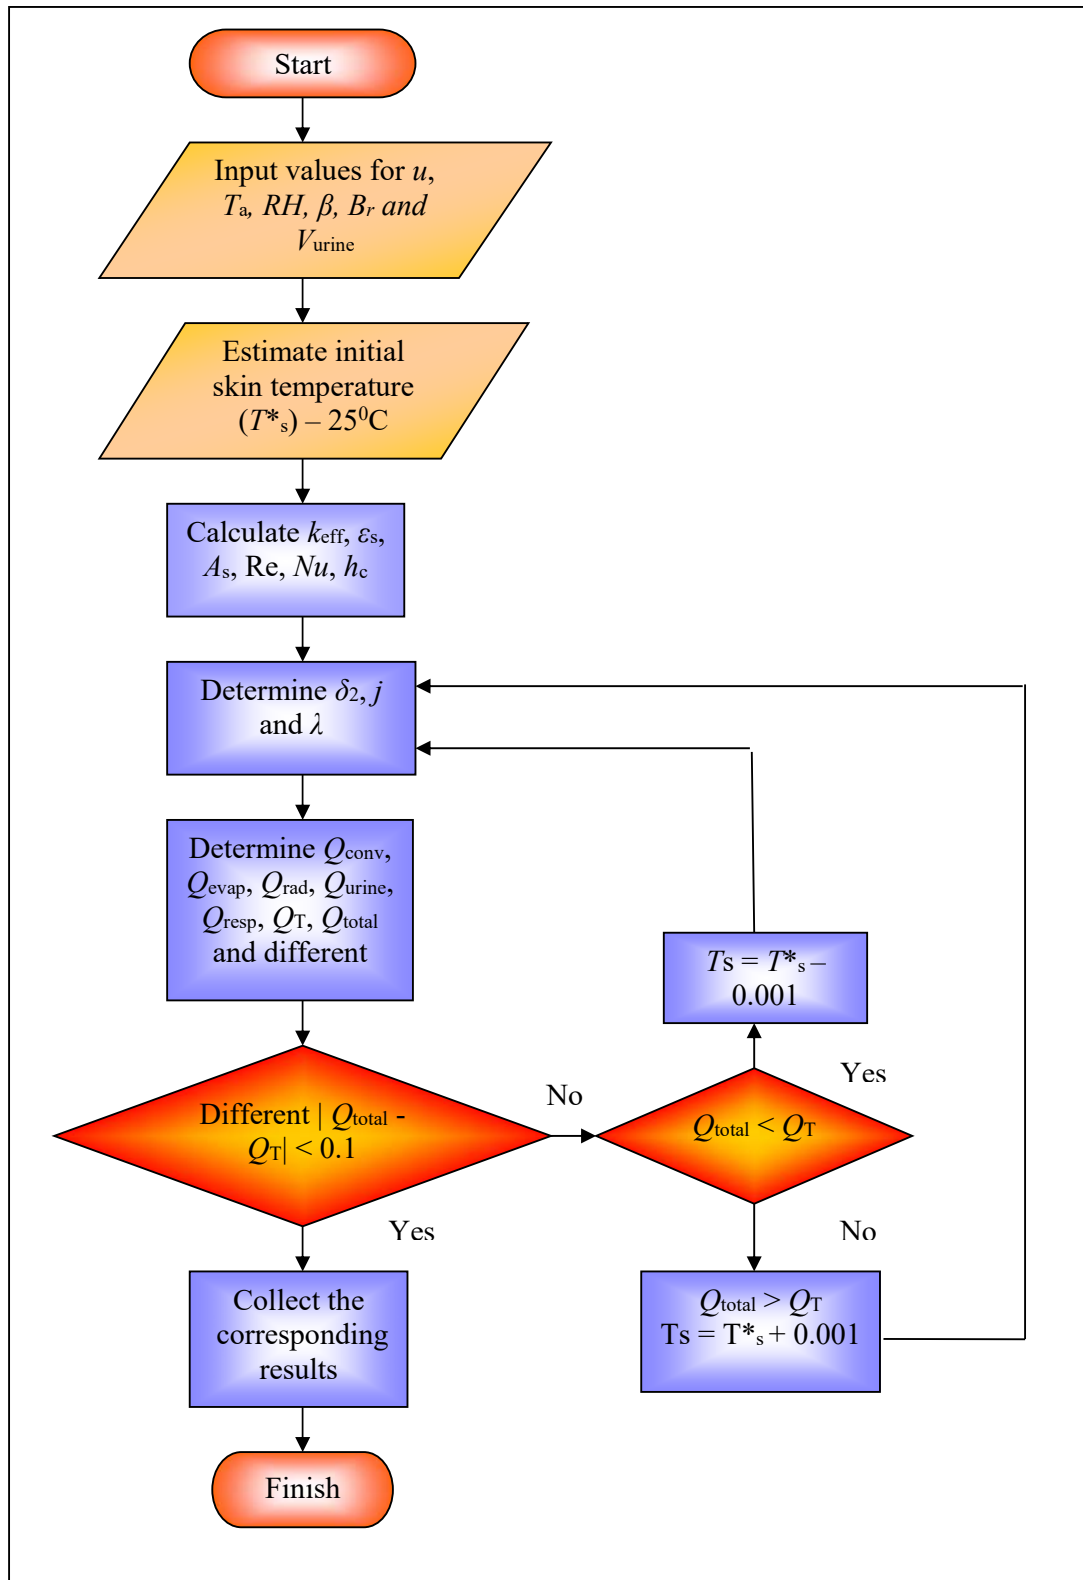 Start
Input values for u,
Ta, RH, β, Br and
Vurine
Estimate initial
skin temperature
(T*s) – 25⁰C
Calculate keff, εs,
As, Re, Nu, hc
Determine δ2, j
and λ
Determine Qconv,
Qevap, Qrad, Qurine,
Qresp, QT, Qtotal
and different
Ts = T*s –
0.001
Yes
No
Different | Qtotal -
QT| < 0.1
Qtotal < QT
Yes
No
Collect the
corresponding
results
Qtotal > QT
Ts = T*s + 0.001
Finish